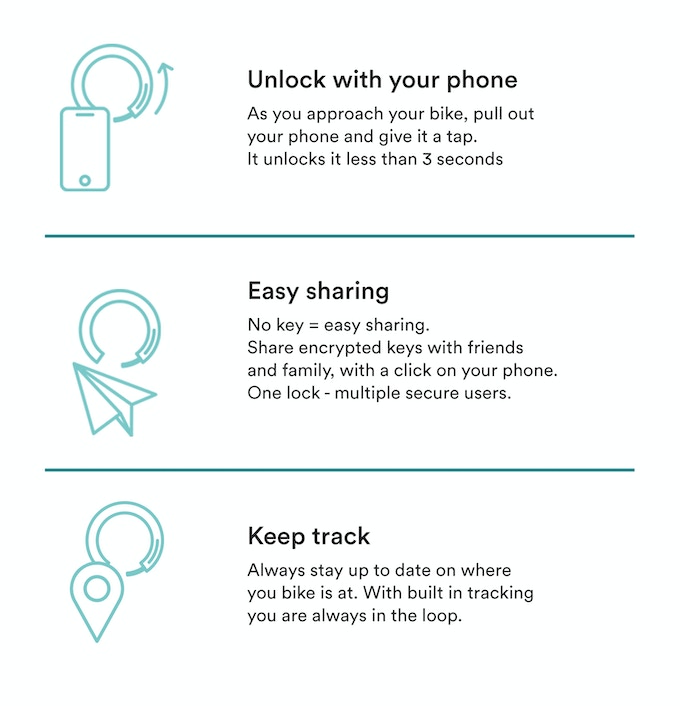 Unlock with your phone
As you approach your bike, pull out
your phone and give it a tap.
It unlocks it less than 3 seconds
Easy sharing
No key = easy sharing.
Share encrypted keys with friends
and family, with a click on your phone.
One lock - multiple secure users.
Keep track
Always stay up to date on where
you bike is at. With built in tracking
you are always in the loop.